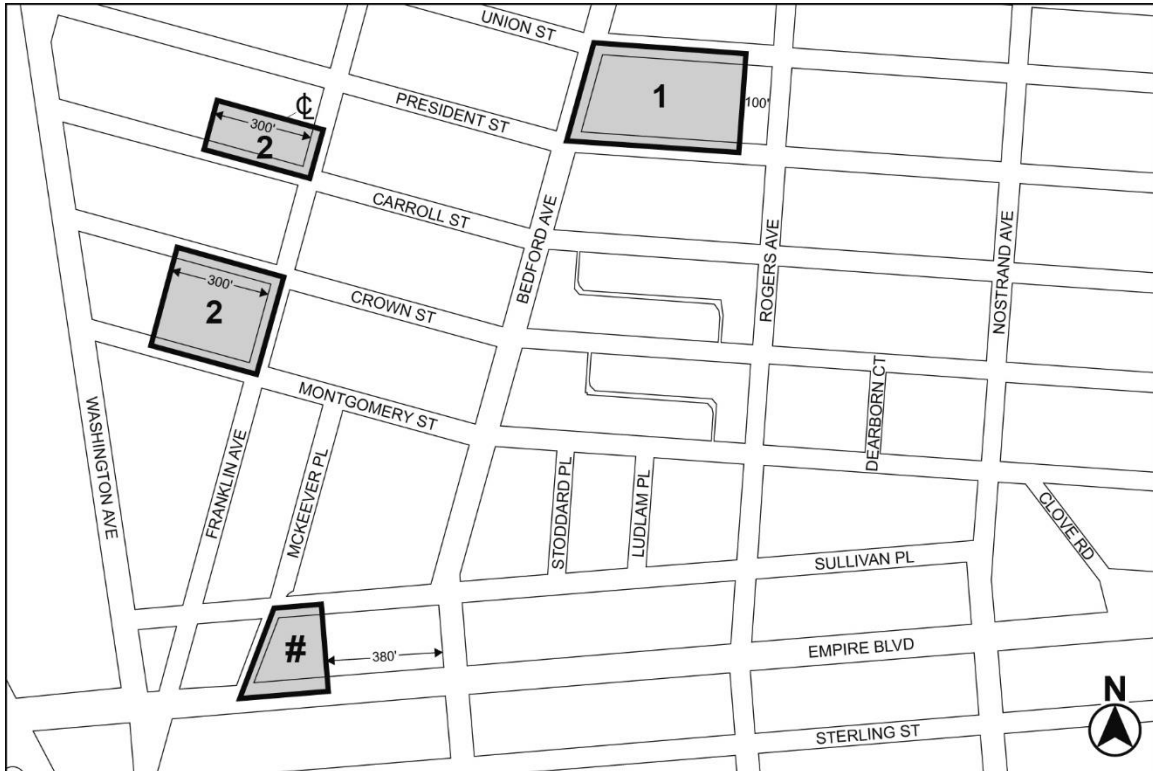 UNION ST
1
100'
PRESIDENT ST
℄
300'
2
CARROLL ST
BEDFORD AVE
ROGERS AVE
NOSTRAND AVE
300'
2
CROWN ST
MONTGOMERY ST
WASHINGTON AVE
FRANKLIN AVE
MCKEEVER PL
STODDARD PL
LUDLAM PL
DEARBORN CT
CLOVE RD
SULLIVAN PL
#
380'
EMPIRE BLVD
STERLING ST
N